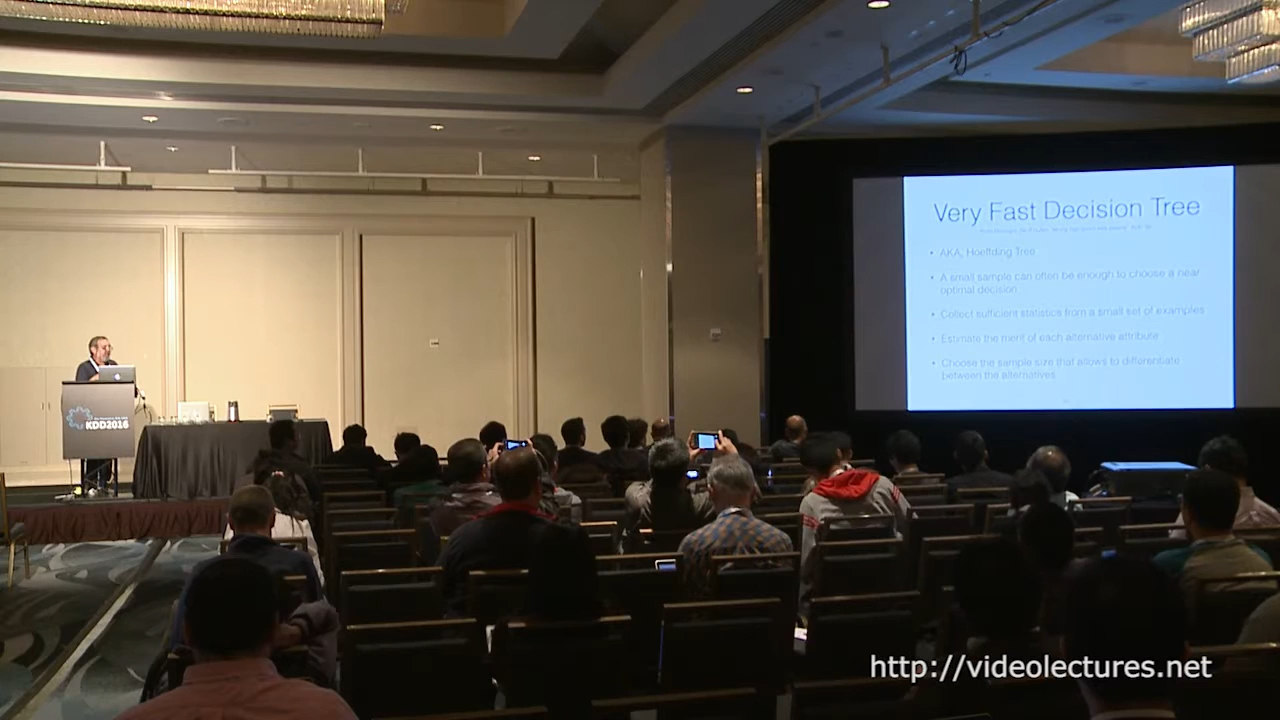 Very Fast Decision Tree
• AKA, Hoeffding Tree
• A small sample can often be enough to choose a near
optimal decision
• Collect sufficient statistics from a small set of examples
• Estimate the merit of each alternative attribute
• Choose the sample size that allows to differentiate
between the alternatives
KDD2016
http://videolectures.net